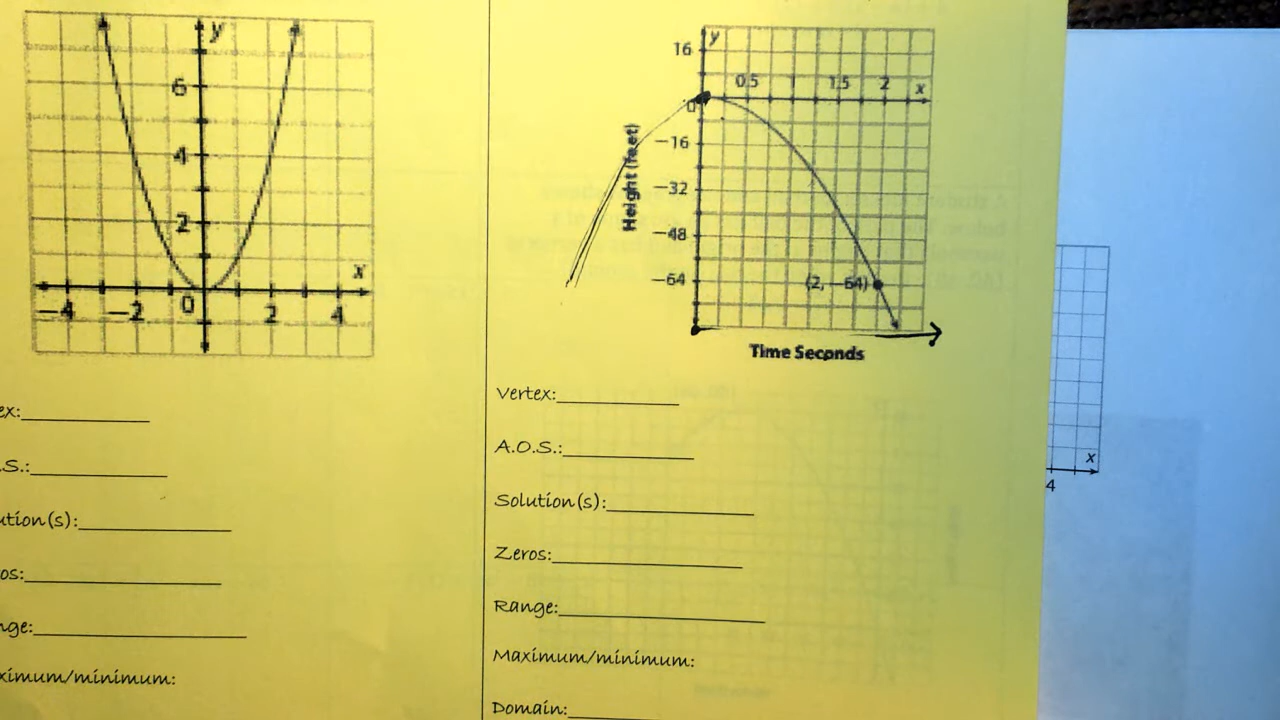 y
6
4
2
x
-4 -2 0 2 4
ex:
.S.:
ution(s):
os:
nge:
ximum/minimum:
y
16
0.5 1 1.5 2 x
0
-16
-32
-48
-64
(2, -64)
Height (feet)
Time Seconds
Vertex:
A.O.S.:
Solution(s):
Zeros:
Range:
Maximum/minimum:
Domain:
x
4